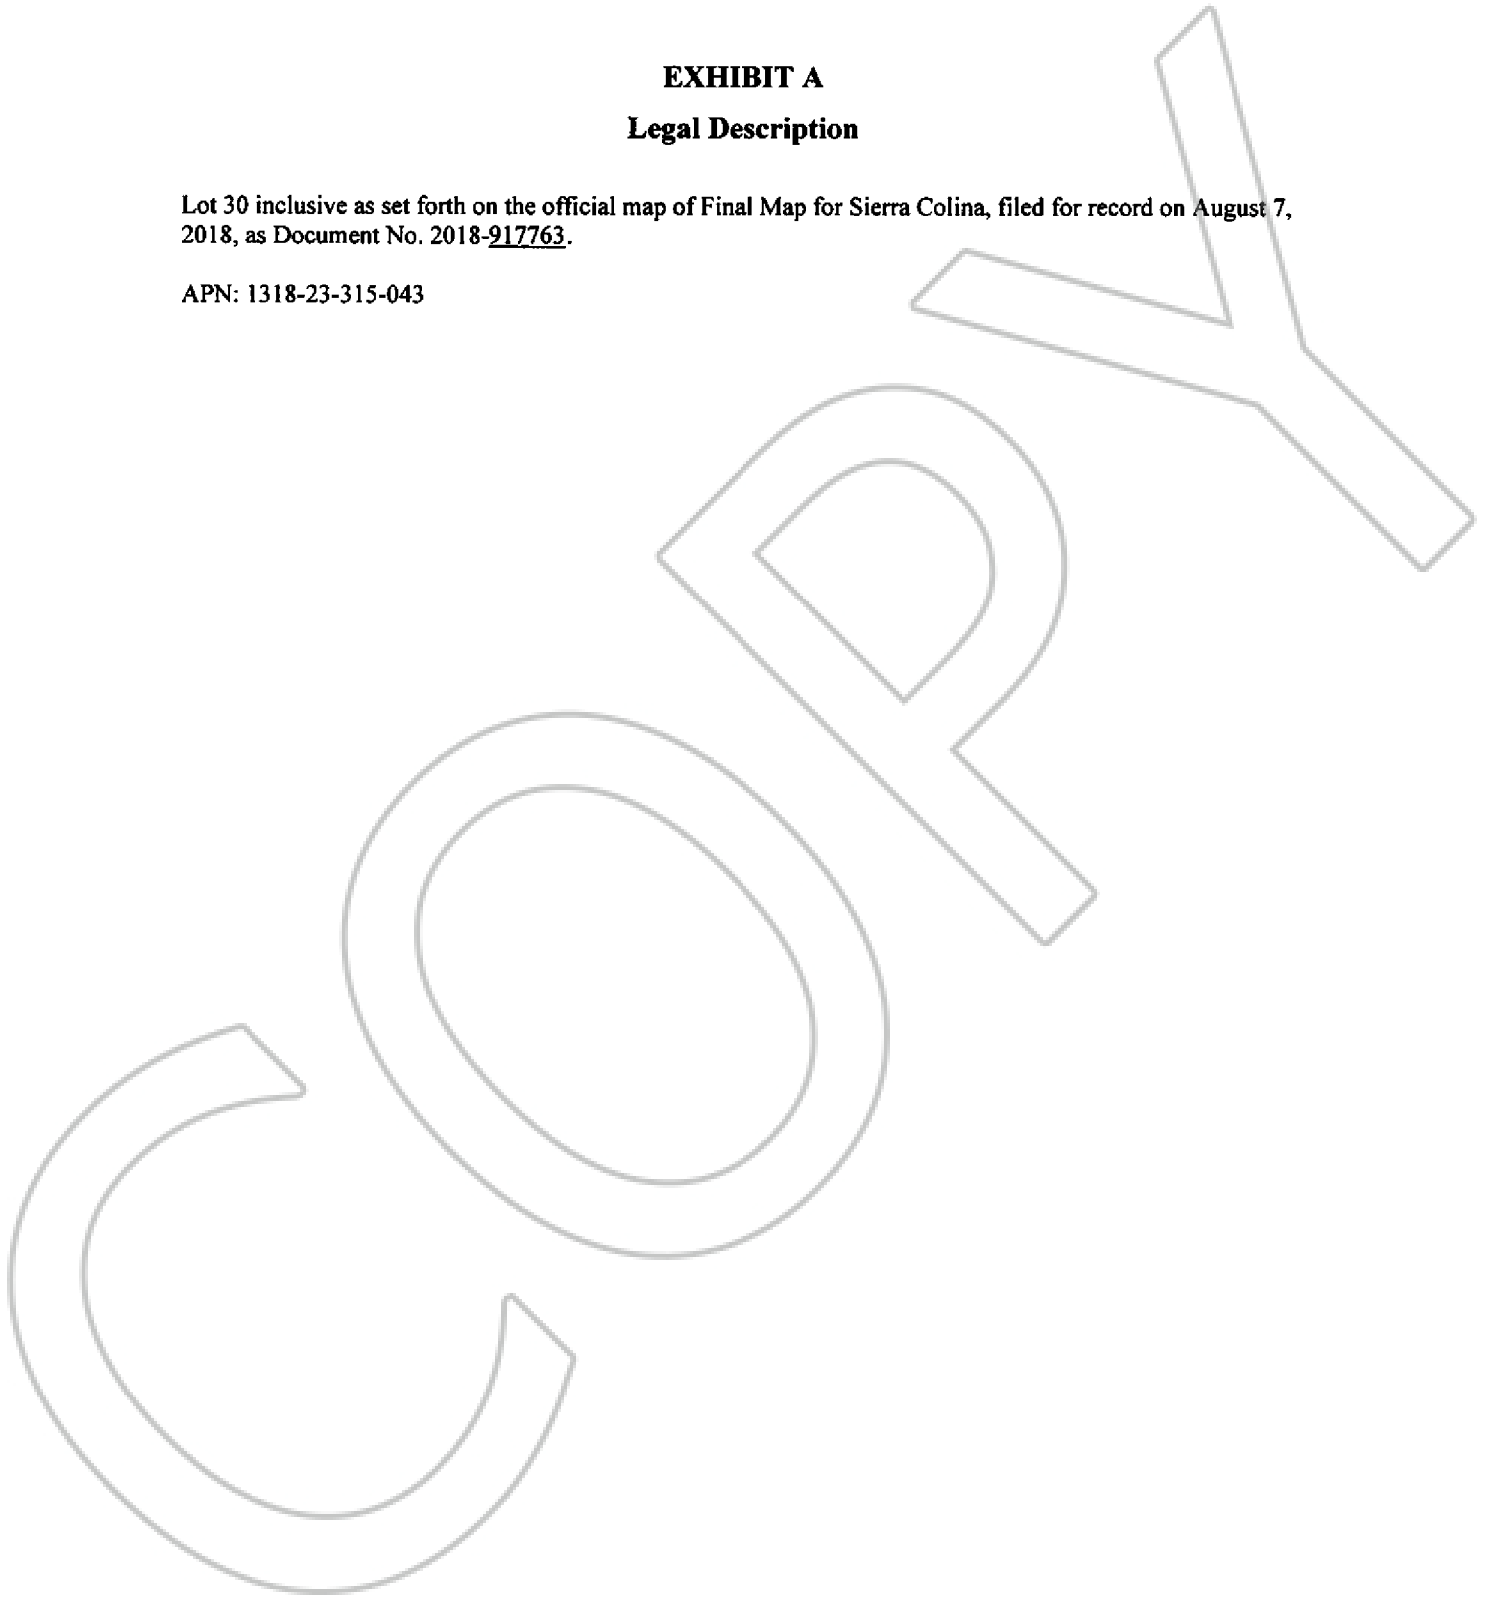 EXHIBIT A
Legal Description
Lot 30 inclusive as set forth on the official map of Final Map for Sierra Colina, filed for record on August 7,
2018, as Document No. 2018-917763.
APN: 1318-23-315-043
COPY